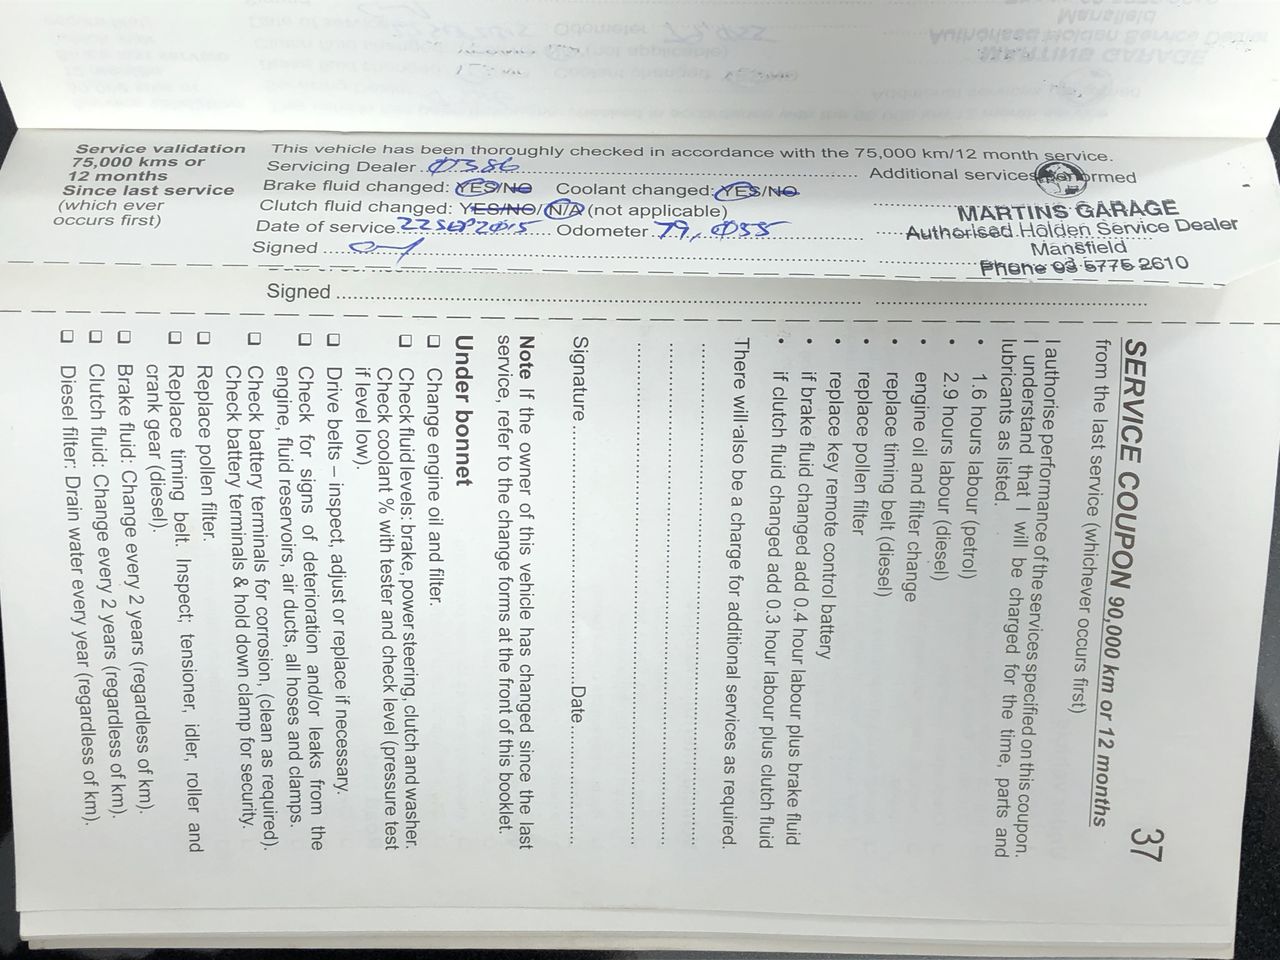 Service validation
75,000 kms or
12 months
Since last service
(which ever
occurs first)
This vehicle has been thoroughly checked in accordance with the 75,000 km/12 month service.
Servicing Dealer Ø386
Additional services performed
Brake fluid changed: YES/NO Coolant changed: YES/NO
Clutch fluid changed: YES/NO/N/A (not applicable)
Date of service 22 SEP 2015 Odometer 79,Ø55
Signed
MARTINS GARAGE
Authorised Holden Service Dealer
Mansfield
Phone 03 5775 2610
Signed
37
SERVICE COUPON 90,000 km or 12 months
from the last service (whichever occurs first)
I authorise performance of the services specified on this coupon.
I understand that I will be charged for the time, parts and
lubricants as listed.
• 1.6 hours labour (petrol)
• 2.9 hours labour (diesel)
• engine oil and filter change
• replace timing belt (diesel)
• replace pollen filter
• replace key remote control battery
• if brake fluid changed add 0.4 hour labour plus brake fluid
• if clutch fluid changed add 0.3 hour labour plus clutch fluid
There will also be a charge for additional services as required.
Signature Date
Note If the owner of this vehicle has changed since the last
service, refer to the change forms at the front of this booklet.
Under bonnet
❑ Change engine oil and filter.
❑ Check fluid levels: brake, power steering, clutch and washer.
Check coolant % with tester and check level (pressure test
if level low).
❑ Drive belts – inspect, adjust or replace if necessary.
❑ Check for signs of deterioration and/or leaks from the
engine, fluid reservoirs, air ducts, all hoses and clamps.
❑ Check battery terminals for corrosion, (clean as required).
Check battery terminals & hold down clamp for security.
❑ Replace pollen filter.
❑ Replace timing belt. Inspect; tensioner, idler, roller and
crank gear (diesel).
❑ Brake fluid: Change every 2 years (regardless of km).
❑ Clutch fluid: Change every 2 years (regardless of km).
❑ Diesel filter: Drain water every year (regardless of km).